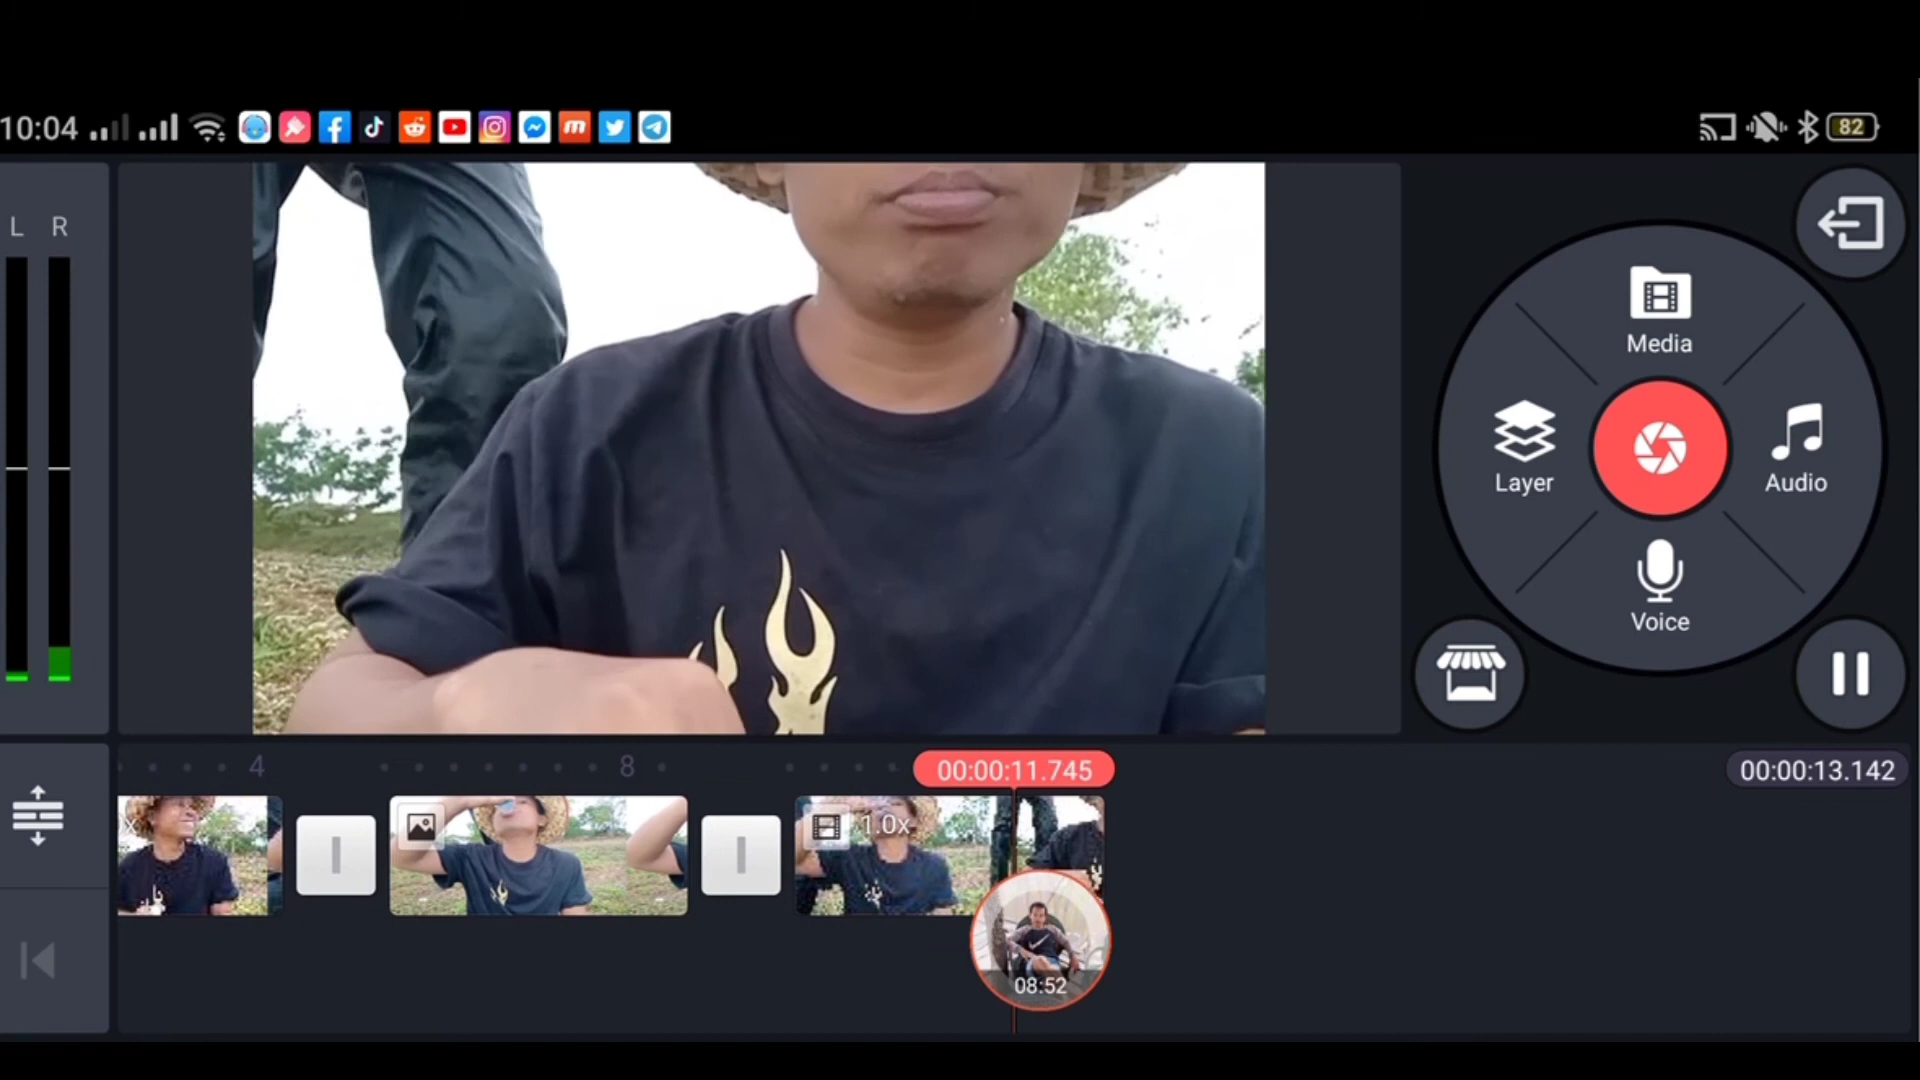 10:04
82
L R
Media
Layer
Audio
Voice
4
8
00:00:11.745
00:00:13.142
1.0x
08:52